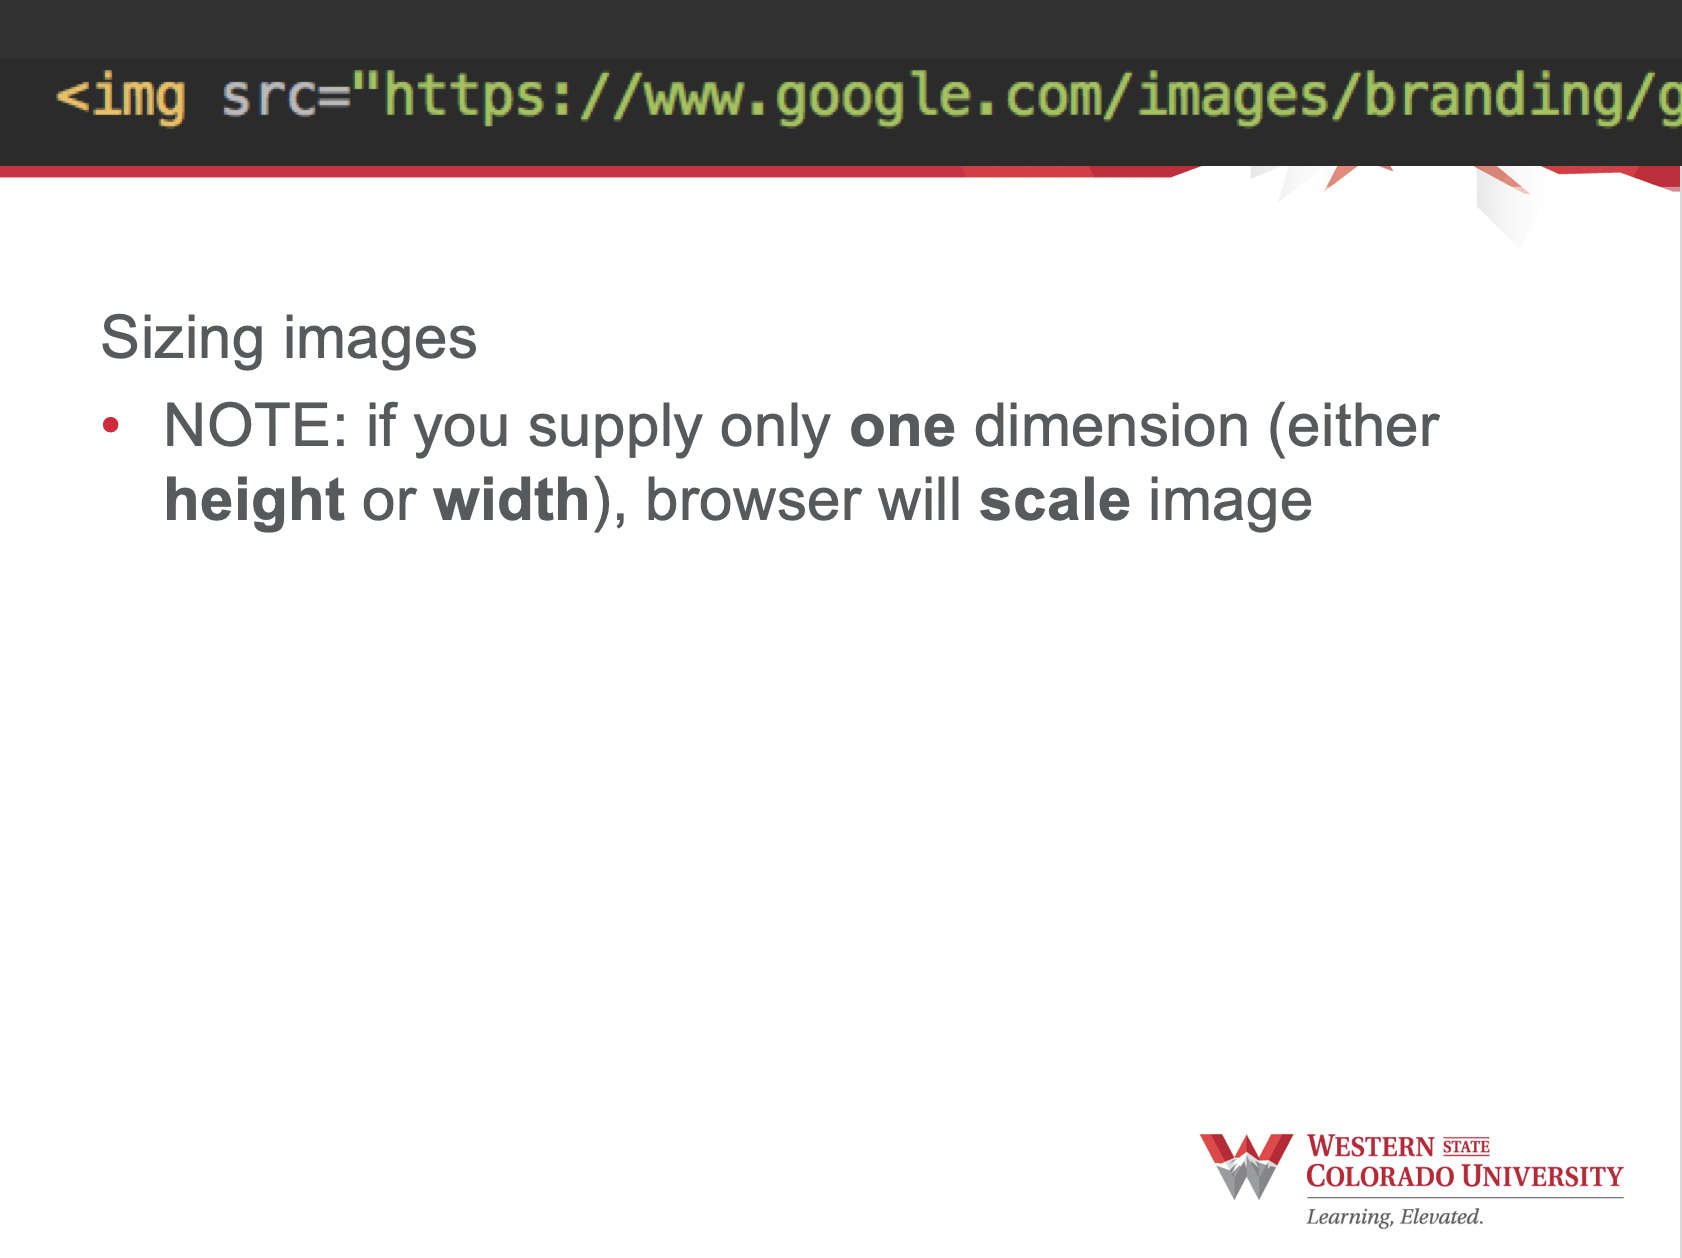 <img src="https://www.google.com/images/branding/g
Sizing images
• NOTE: if you supply only one dimension (either
height or width), browser will scale image
WESTERN STATE
COLORADO UNIVERSITY
Learning, Elevated.